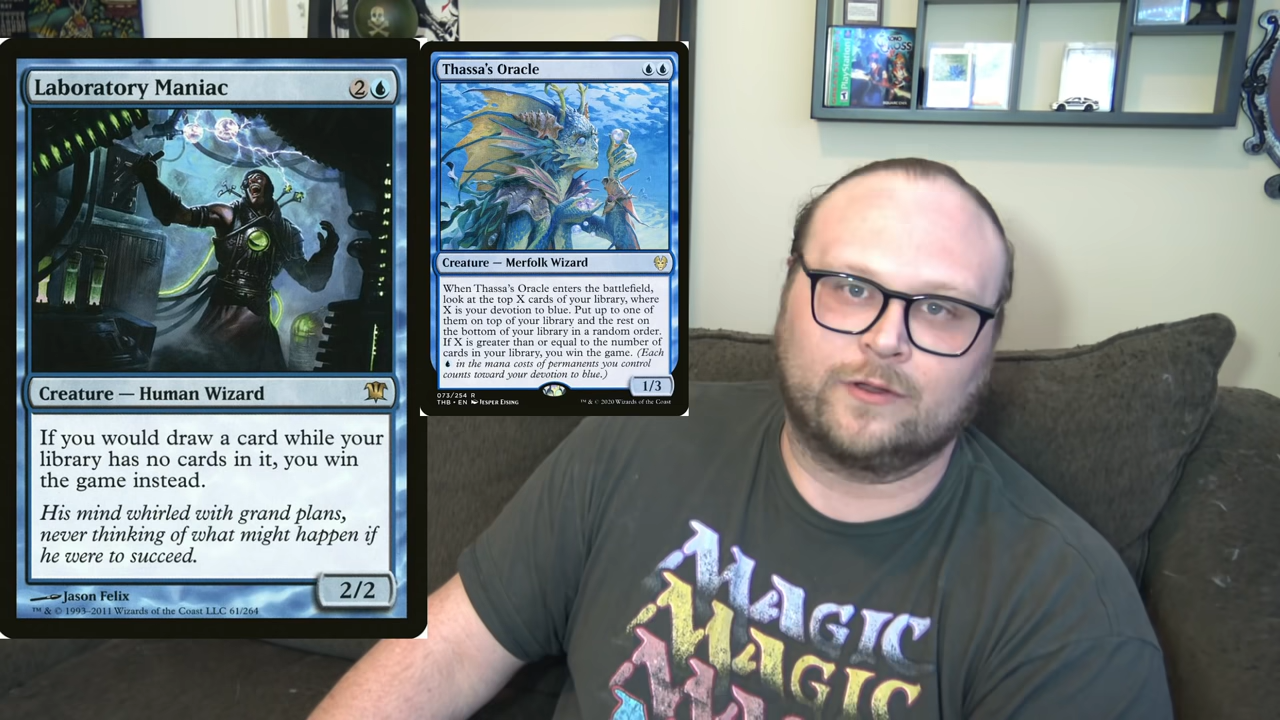 Laboratory Maniac
2
Creature — Human Wizard
If you would draw a card while your
library has no cards in it, you win
the game instead.
His mind whirled with grand plans,
never thinking of what might happen if
he were to succeed.
2/2
Jason Felix
™ & © 1993–2011 Wizards of the Coast LLC 61/264
Thassa's Oracle
Creature — Merfolk Wizard
When Thassa's Oracle enters the battlefield,
look at the top X cards of your library, where
X is your devotion to blue. Put up to one of
them on top of your library and the rest on
the bottom of your library in a random order.
If X is greater than or equal to the number of
cards in your library, you win the game. (Each
in the mana costs of permanents you control
counts toward your devotion to blue.)
1/3
073/254 R
THB • EN Jesper Ejsing
™ & © 2020 Wizards of the Coast
PlayStation
MAGIC
MAGIC